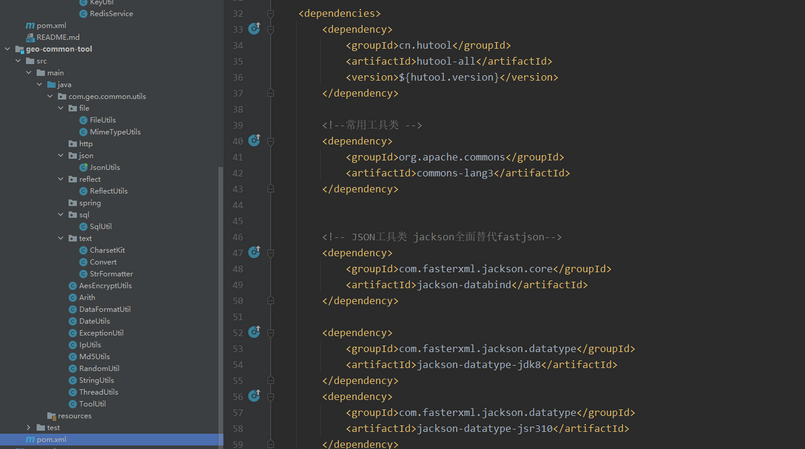 KeyUtil
RedisService
pom.xml
README.md
geo-common-tool
src
main
java
com.geo.common.utils
file
FileUtils
MimeTypeUtils
http
json
JsonUtils
reflect
ReflectUtils
spring
sql
SqlUtil
text
CharsetKit
Convert
StrFormatter
AesEncryptUtils
Arith
DataFormatUtil
DateUtils
ExceptionUtil
IpUtils
Md5Utils
RandomUtil
StringUtils
ThreadUtils
ToolUtil
resources
test
pom.xml
32 <dependencies>
33 <dependency>
34 <groupId>cn.hutool</groupId>
35 <artifactId>hutool-all</artifactId>
36 <version>${hutool.version}</version>
37 </dependency>
38
39 <!--常用工具类 -->
40 <dependency>
41 <groupId>org.apache.commons</groupId>
42 <artifactId>commons-lang3</artifactId>
43 </dependency>
44
45
46 <!-- JSON工具类 jackson全面替代fastjson-->
47 <dependency>
48 <groupId>com.fasterxml.jackson.core</groupId>
49 <artifactId>jackson-databind</artifactId>
50 </dependency>
51
52 <dependency>
53 <groupId>com.fasterxml.jackson.datatype</groupId>
54 <artifactId>jackson-datatype-jdk8</artifactId>
55 </dependency>
56 <dependency>
57 <groupId>com.fasterxml.jackson.datatype</groupId>
58 <artifactId>jackson-datatype-jsr310</artifactId>
59 </dependency>